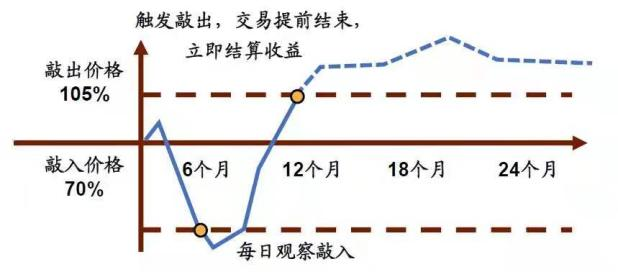 触发敲出，交易提前结束，
立即结算收益
敲出价格
105%
敲入价格
70%
6个月
12个月
18个月
24个月
每日观察敲入